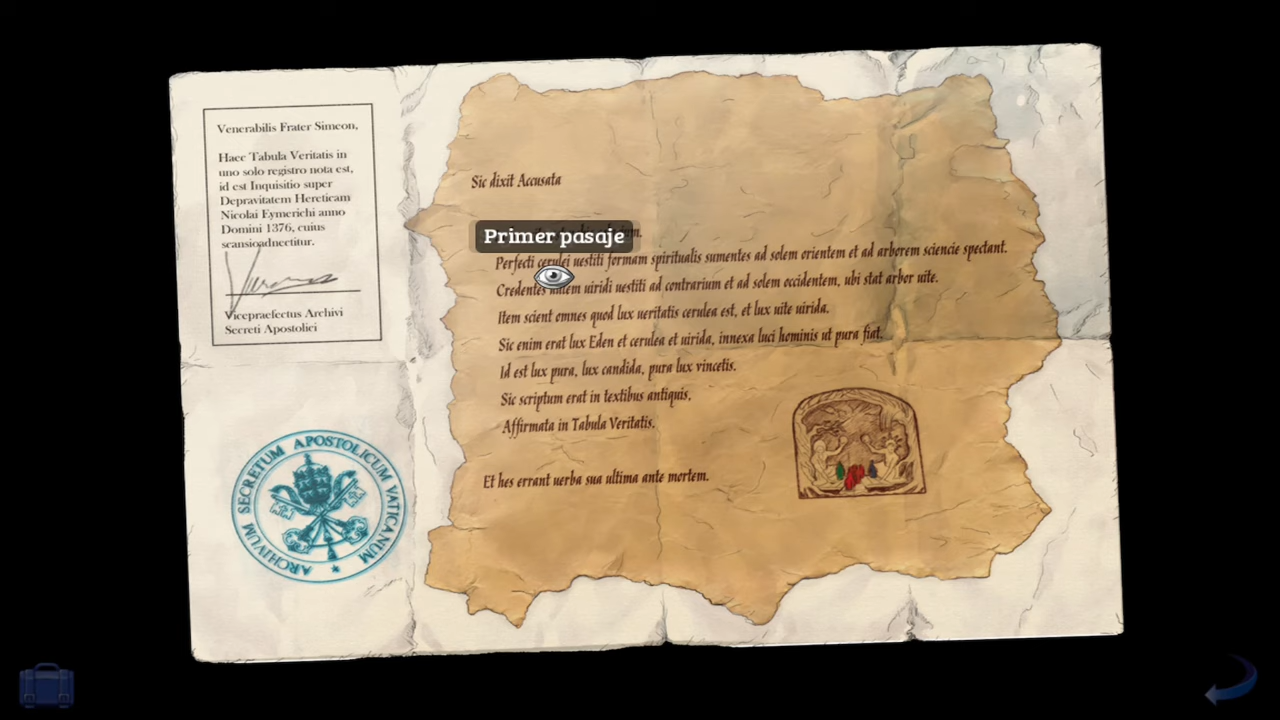 Venerabilis Frater Simeon,
Haec Tabula Veritatis in
uno solo registro nota est,
id est Inquisitio super
Depravitatem Hereticam
Nicolai Eymerichi anno
Domini 1376, cuius
scansioadnectitur.
Vicepraefectus Archivi
Secreti Apostolici
ARCHIVUM SECRETUM APOSTOLICUM VATICANUM
Sic dixit Accusata
Primer pasaje
Perfecti cerulei uestiti formam spiritualis sumentes ad solem orientem et ad arborem sciencie spectant.
Credentes autem uiridi uestiti ad contrarium et ad solem occidentem, ubi stat arbor uite.
Item scient omnes quod lux ueritatis cerulea est, et lux uite uirida.
Sic enim erat lux Eden et cerulea et uirida, innexa luci hominis ut pura fiat.
Id est lux pura, lux candida, pura lux vincetis.
Sic scriptum erat in textibus antiquis.
Affirmata in Tabula Veritatis.
Et hes errant uerba sua ultima ante mortem.